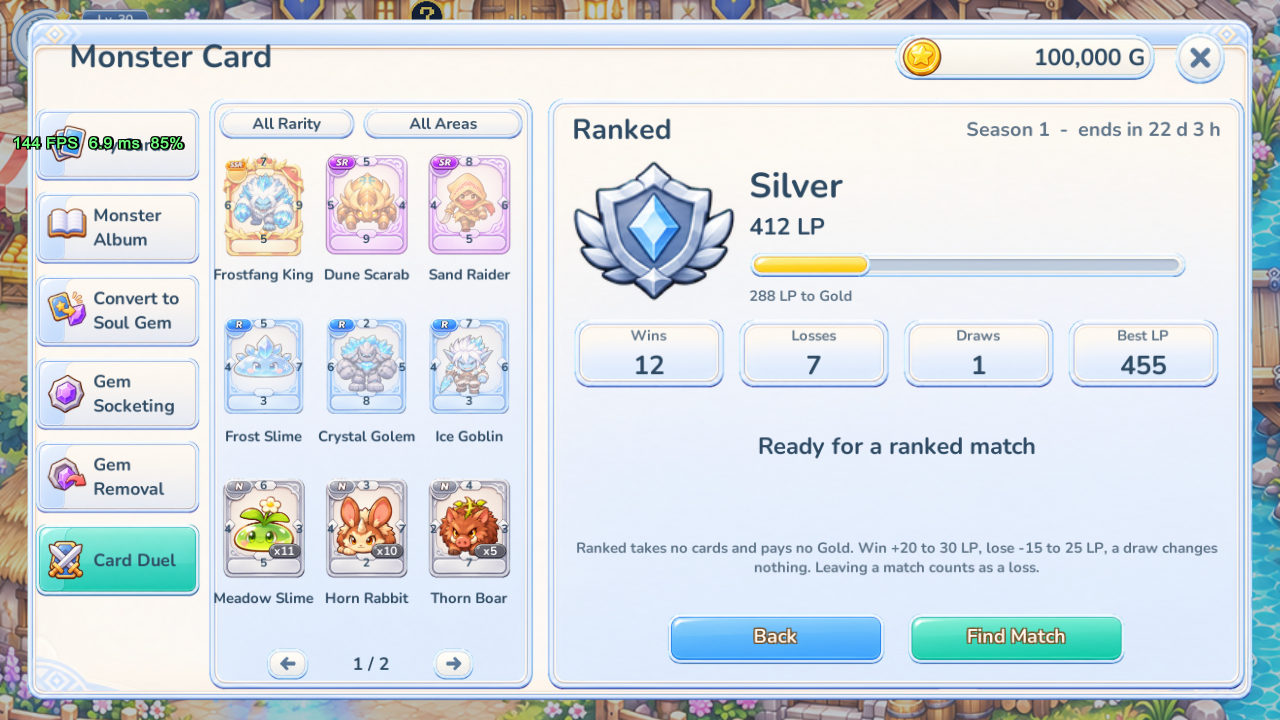 Lv. 30
?
Monster Card
100,000 G
144 FPS 6.9 ms 85%
Monster
Album
Convert to
Soul Gem
Gem
Socketing
Gem
Removal
Card Duel
All Rarity
All Areas
7
6 9
5
Frostfang King
SR 5
5 4
9
Dune Scarab
SR 8
4 6
5
Sand Raider
R 5
4 7
3
Frost Slime
R 2
6 5
8
Crystal Golem
R 7
4 6
3
Ice Goblin
N 6
4 3
x11
5
Meadow Slime
N 3
4 7
x10
2
Horn Rabbit
N 4
2 3
x5
7
Thorn Boar
1 / 2
Ranked
Season 1 - ends in 22 d 3 h
Silver
412 LP
288 LP to Gold
Wins
12
Losses
7
Draws
1
Best LP
455
Ready for a ranked match
Ranked takes no cards and pays no Gold. Win +20 to 30 LP, lose -15 to 25 LP, a draw changes
nothing. Leaving a match counts as a loss.
Back
Find Match